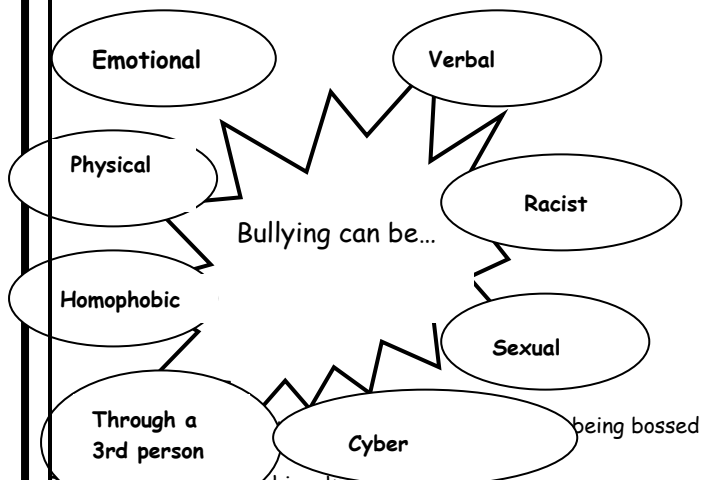 Emotional
Verbal
Physical
Racist
Bullying can be...
Homophobic
Sexual
Through a
3rd person
Cyber
being bossed